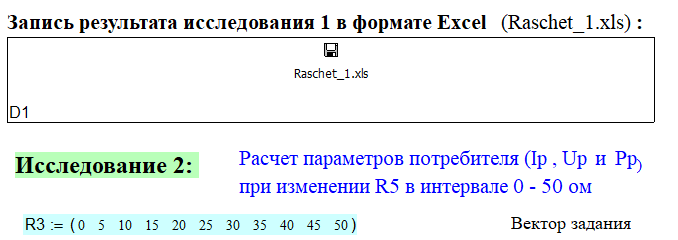 Запись результата исследования 1 в формате Excel (Raschet_1.xls) :
Raschet_1.xls
D1
Исследование 2:
Расчет параметров потребителя (Ip , Up и Pp)
при изменении R5 в интервале 0 - 50 ом
R3 := ( 0 5 10 15 20 25 30 35 40 45 50 ) Вектор задания